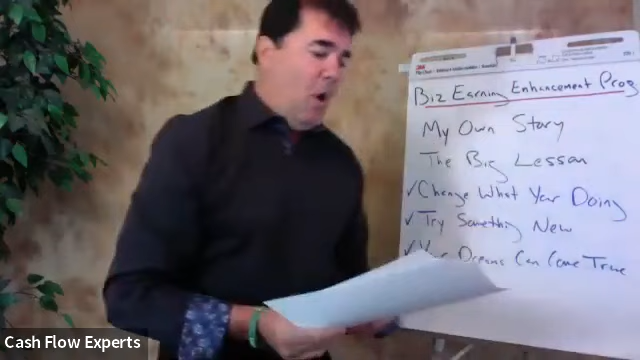 Biz Earning Enhancement Prog
My Own Story
The Big Lesson
✓ Change What Your Doing
✓ Try Something New
✓ Your Dreams Can Come True
Cash Flow Experts